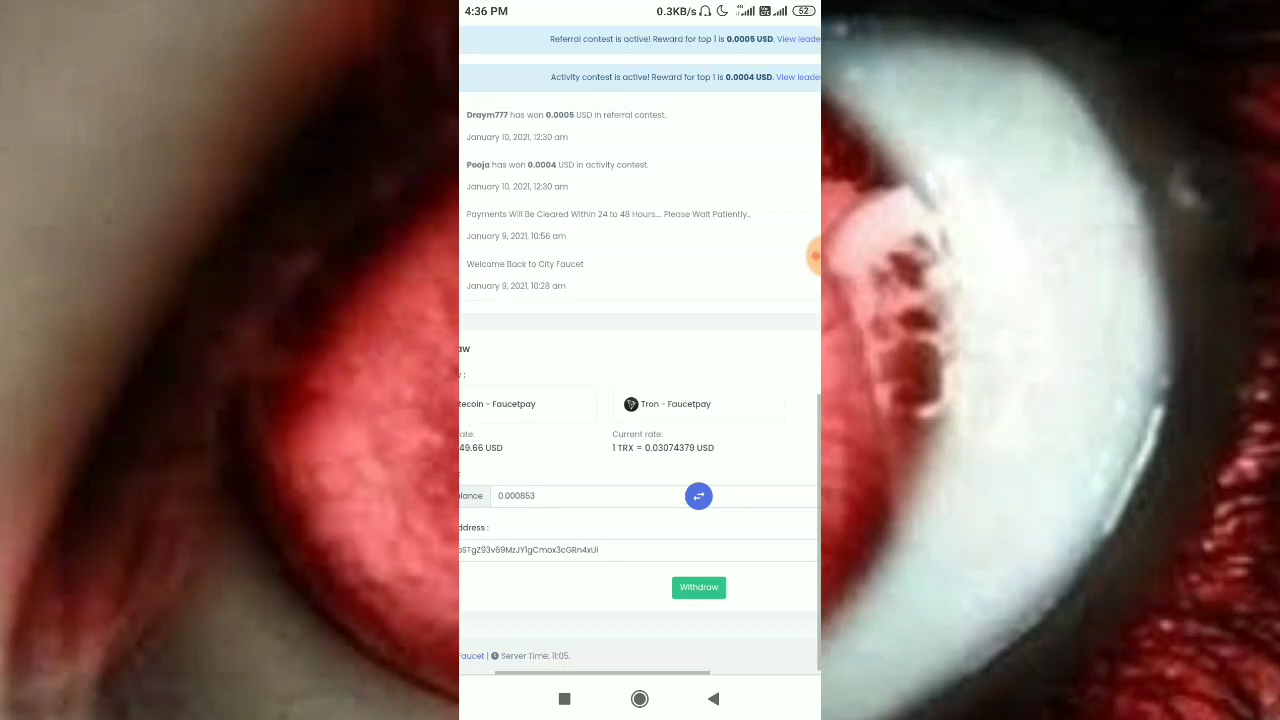 4:36 PM 0.3KB/s 52
Referral contest is active! Reward for top 1 is 0.0005 USD. View leade
Activity contest is active! Reward for top 1 is 0.0004 USD. View leade
Draym777 has won 0.0005 USD in referral contest.
January 10, 2021, 12:30 am
Pooja has won 0.0004 USD in activity contest.
January 10, 2021, 12:30 am
Payments Will Be Cleared Within 24 to 48 Hours.... Please Wait Patiently..
January 9, 2021, 10:56 am
Welcome Back to City Faucet
January 9, 2021, 10:28 am
aw
tecoin - Faucetpay Tron - Faucetpay
ate: Current rate:
49.66 USD 1 TRX = 0.03074379 USD
lance 0.000853
ddress :
STgZ93v69MzJY1gCmox3cGRn4xUi
Withdraw
aucet | Server Time: 11:05.